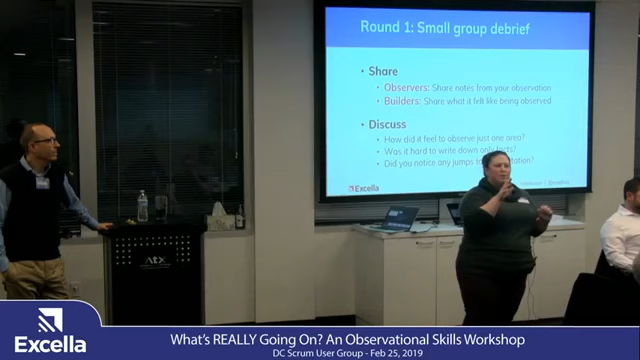 Round 1: Small group debrief
• Share
• Observers: Share notes from your observation
• Builders: Share what it felt like being observed
• Discuss
• How did it feel to observe just one area?
• Was it hard to write down only facts?
• Did you notice any jumps to
Excella
Excella
What's REALLY Going On? An Observational Skills Workshop
DC Scrum User Group - Feb 25, 2019